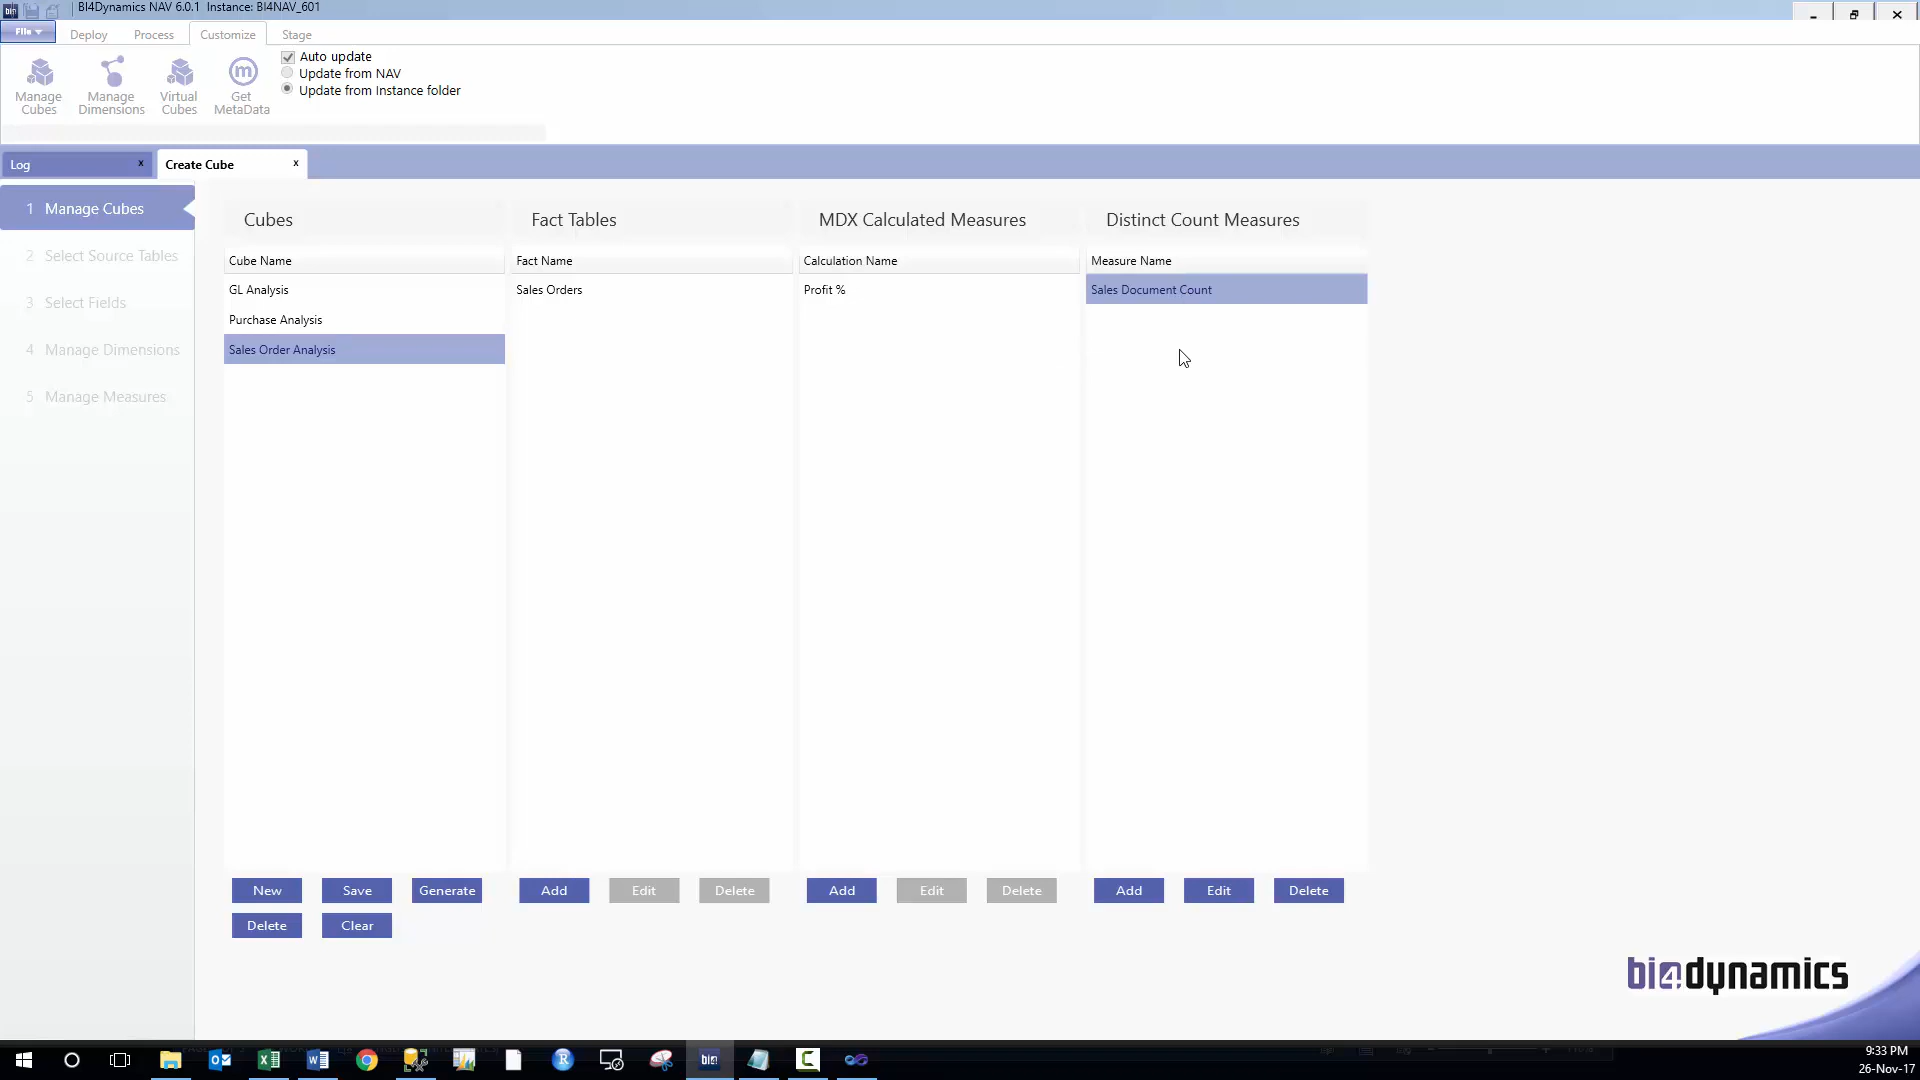 BI4Dynamics NAV 6.0.1 Instance: BI4NAV_601
File
Deploy
Process
Customize
Stage
Manage Cubes
Manage Dimensions
Virtual Cubes
Get MetaData
Auto update
Update from NAV
Update from Instance folder
Log x
Create Cube x
1 Manage Cubes
2 Select Source Tables
3 Select Fields
4 Manage Dimensions
5 Manage Measures
Cubes
Cube Name
GL Analysis
Purchase Analysis
Sales Order Analysis
New Save Generate
Delete Clear
Fact Tables
Fact Name
Sales Orders
Add Edit Delete
MDX Calculated Measures
Calculation Name
Profit %
Add Edit Delete
Distinct Count Measures
Measure Name
Sales Document Count
Add Edit Delete
bi4dynamics
9:33 PM
26-Nov-17